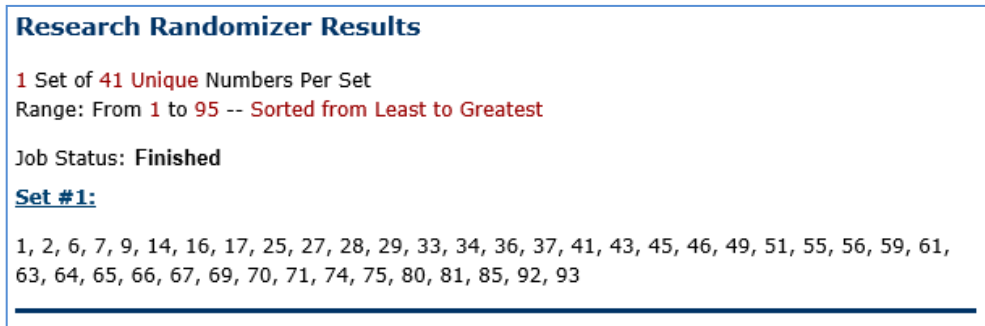 Research Randomizer Results
1 Set of 41 Unique Numbers Per Set
Range: From 1 to 95 -- Sorted from Least to Greatest
Job Status: Finished
Set #1:
1, 2, 6, 7, 9, 14, 16, 17, 25, 27, 28, 29, 33, 34, 36, 37, 41, 43, 45, 46, 49, 51, 55, 56, 59, 61,
63, 64, 65, 66, 67, 69, 70, 71, 74, 75, 80, 81, 85, 92, 93